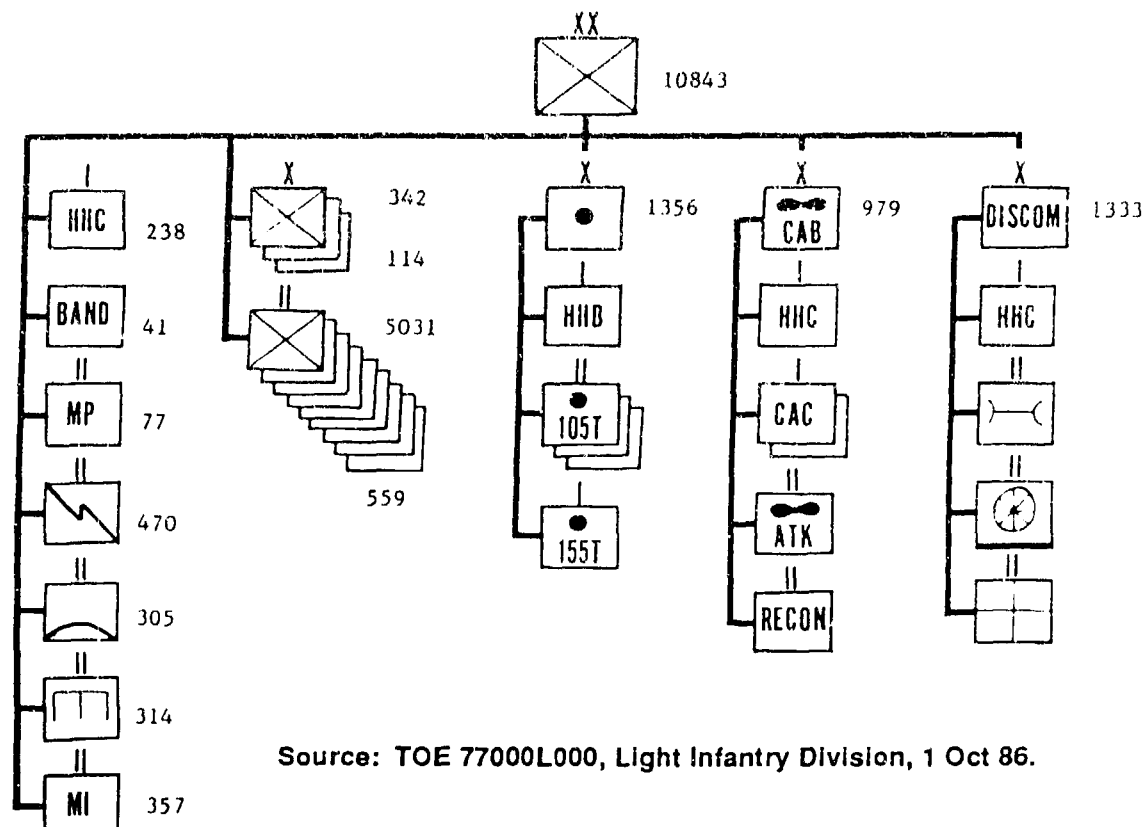 XX
10843
I
HHC
238
BAND
41
II
MP
77
II
470
II
305
II
314
II
MI
357
X
342
114
II
5031
559
X
1356
I
HHB
II
105T
I
155T
X
CAB
979
I
HHC
I
CAC
II
ATK
II
RECON
X
DISCOM
1333
I
HHC
II
II
II
Source: TOE 77000L000, Light Infantry Division, 1 Oct 86.